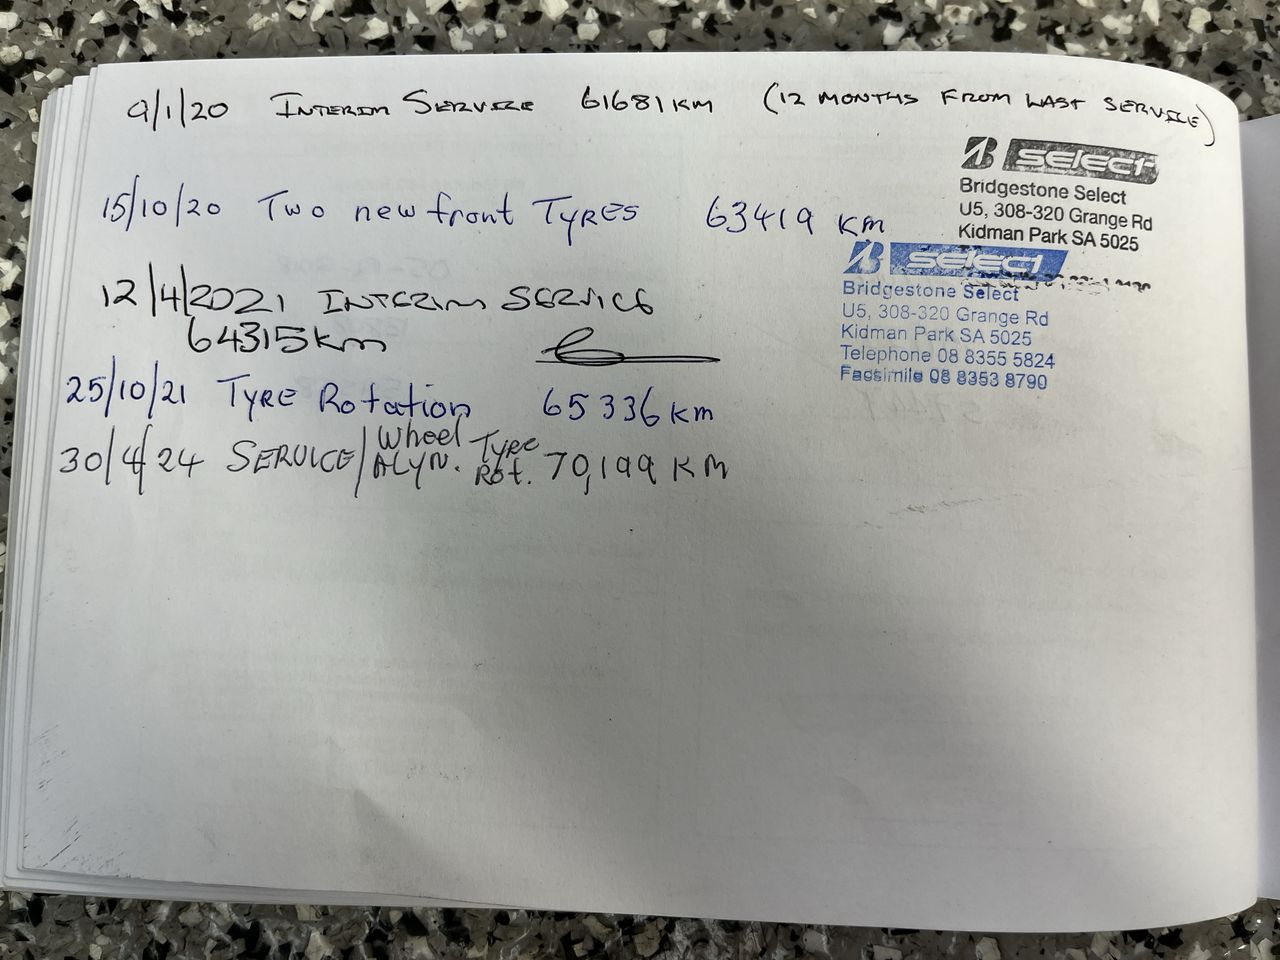 9/1/20 INTERIM SERVICE 61681KM (12 MONTHS FROM LAST SERVICE)
SELECT
Bridgestone Select
U5, 308-320 Grange Rd
Kidman Park SA 5025
15/10/20 Two new front TYRES 63419 KM
SELECT
Bridgestone Select
U5, 308-320 Grange Rd
Kidman Park SA 5025
Telephone 08 8355 5824
Facsimile 08 8353 8790
12/4/2021 INTERIM SERVICE
64315km
25/10/21 TYRE Rotation 65336 km
30/4/24 SERVICE/ Wheel ALYN. TYRE Rot. 70,199 KM